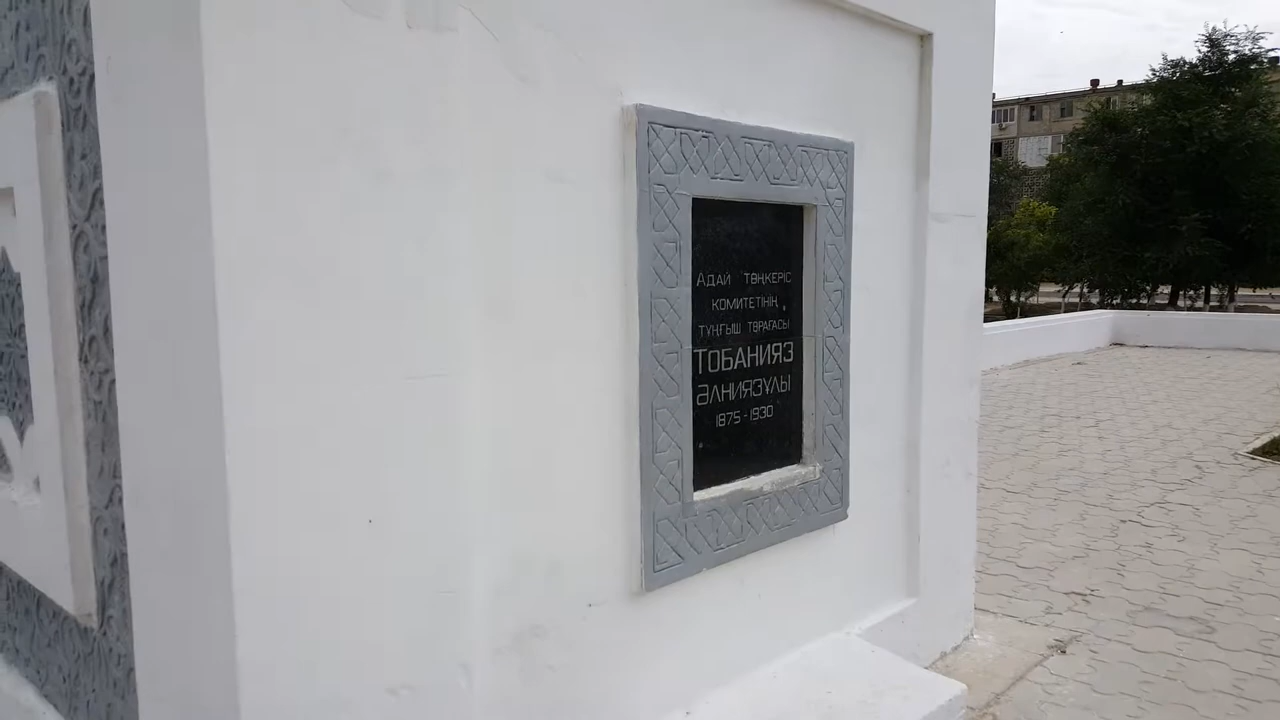 Адай төңкеріс
комитетінің
тұңғыш төрағасы
Тобанияз
Әлниязұлы
1875-1930